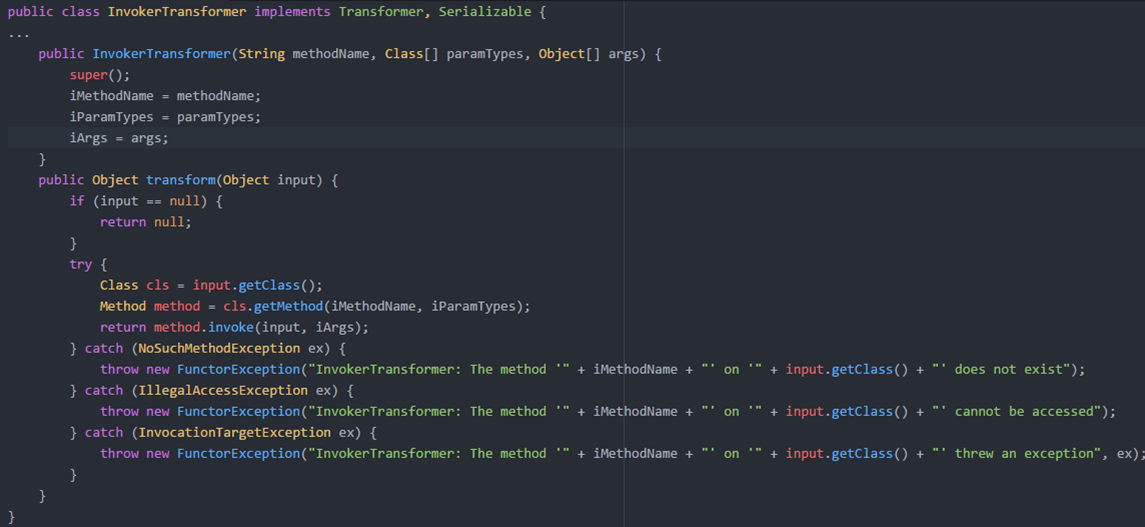 public class InvokerTransformer implements Transformer, Serializable {
...
    public InvokerTransformer(String methodName, Class[] paramTypes, Object[] args) {
        super();
        iMethodName = methodName;
        iParamTypes = paramTypes;
        iArgs = args;
    }
    public Object transform(Object input) {
        if (input == null) {
            return null;
        }
        try {
            Class cls = input.getClass();
            Method method = cls.getMethod(iMethodName, iParamTypes);
            return method.invoke(input, iArgs);
        } catch (NoSuchMethodException ex) {
            throw new FunctorException("InvokerTransformer: The method '" + iMethodName + "' on '" + input.getClass() + "' does not exist");
        } catch (IllegalAccessException ex) {
            throw new FunctorException("InvokerTransformer: The method '" + iMethodName + "' on '" + input.getClass() + "' cannot be accessed");
        } catch (InvocationTargetException ex) {
            throw new FunctorException("InvokerTransformer: The method '" + iMethodName + "' on '" + input.getClass() + "' threw an exception", ex);
        }
    }
}